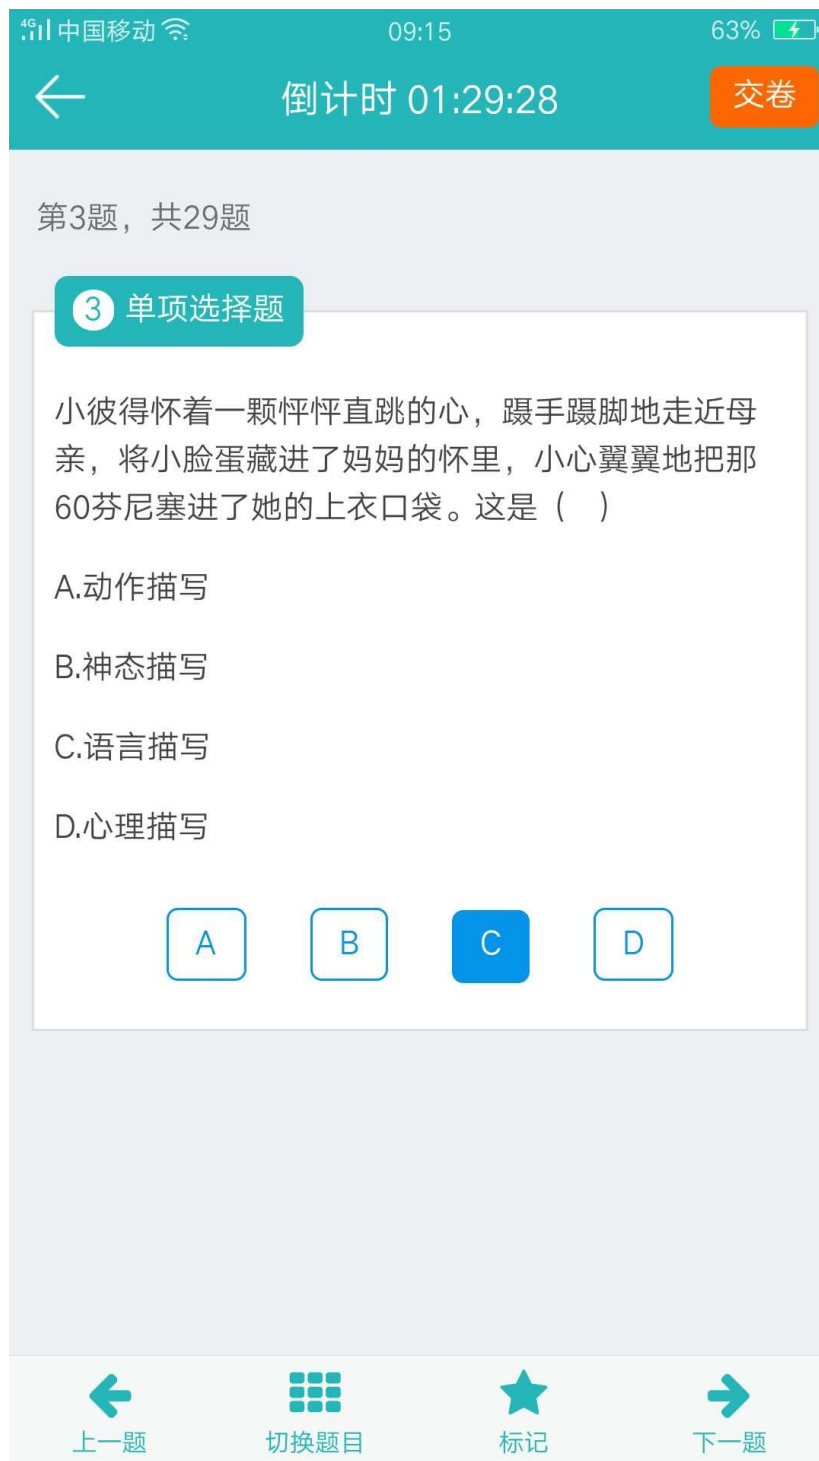 4G 中国移动 09:15 63%
倒计时 01:29:28 交卷
第3题，共29题
3 单项选择题
小彼得怀着一颗怦怦直跳的心，蹑手蹑脚地走近母
亲，将小脸蛋藏进了妈妈的怀里，小心翼翼地把那
60芬尼塞进了她的上衣口袋。这是（ ）
A.动作描写
B.神态描写
C.语言描写
D.心理描写
A B C D
上一题 切换题目 标记 下一题